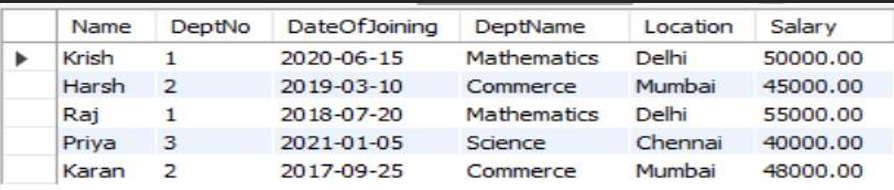 Name DeptNo DateOfJoining DeptName Location Salary
Krish 1 2020-06-15 Mathematics Delhi 50000.00
Harsh 2 2019-03-10 Commerce Mumbai 45000.00
Raj 1 2018-07-20 Mathematics Delhi 55000.00
Priya 3 2021-01-05 Science Chennai 40000.00
Karan 2 2017-09-25 Commerce Mumbai 48000.00